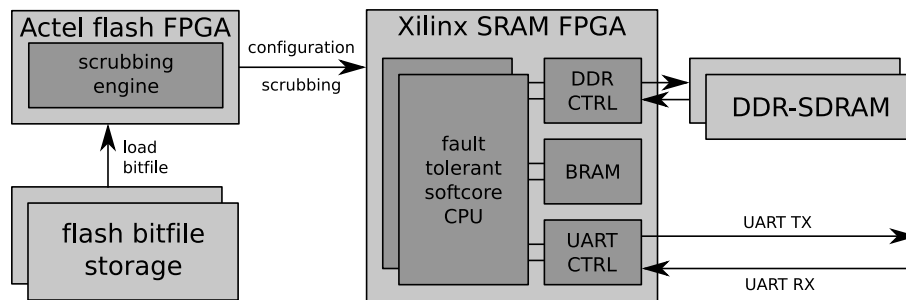 Actel flash FPGA
scrubbing
engine
configuration
scrubbing
load
bitfile
flash bitfile
storage
Xilinx SRAM FPGA
fault
tolerant
softcore
CPU
DDR
CTRL
BRAM
UART
CTRL
DDR-SDRAM
UART TX
UART RX